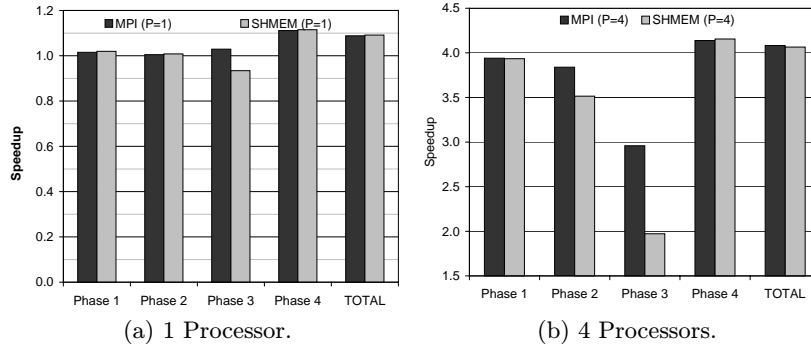 MPI (P=1) SHMEM (P=1)
1.2
1.0
0.8
0.6
0.4
0.2
0.0
Speedup
Phase 1 Phase 2 Phase 3 Phase 4 TOTAL
(a) 1 Processor.
MPI (P=4) SHMEM (P=4)
4.5
4.0
3.5
3.0
2.5
2.0
1.5
Speedup
Phase 1 Phase 2 Phase 3 Phase 4 TOTAL
(b) 4 Processors.